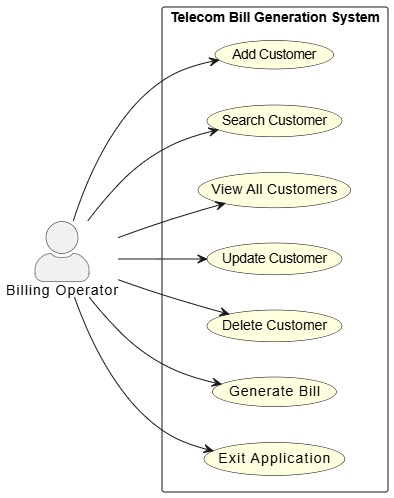 Telecom Bill Generation System
Add Customer
Search Customer
View All Customers
Update Customer
Billing Operator
Delete Customer
Generate Bill
Exit Application